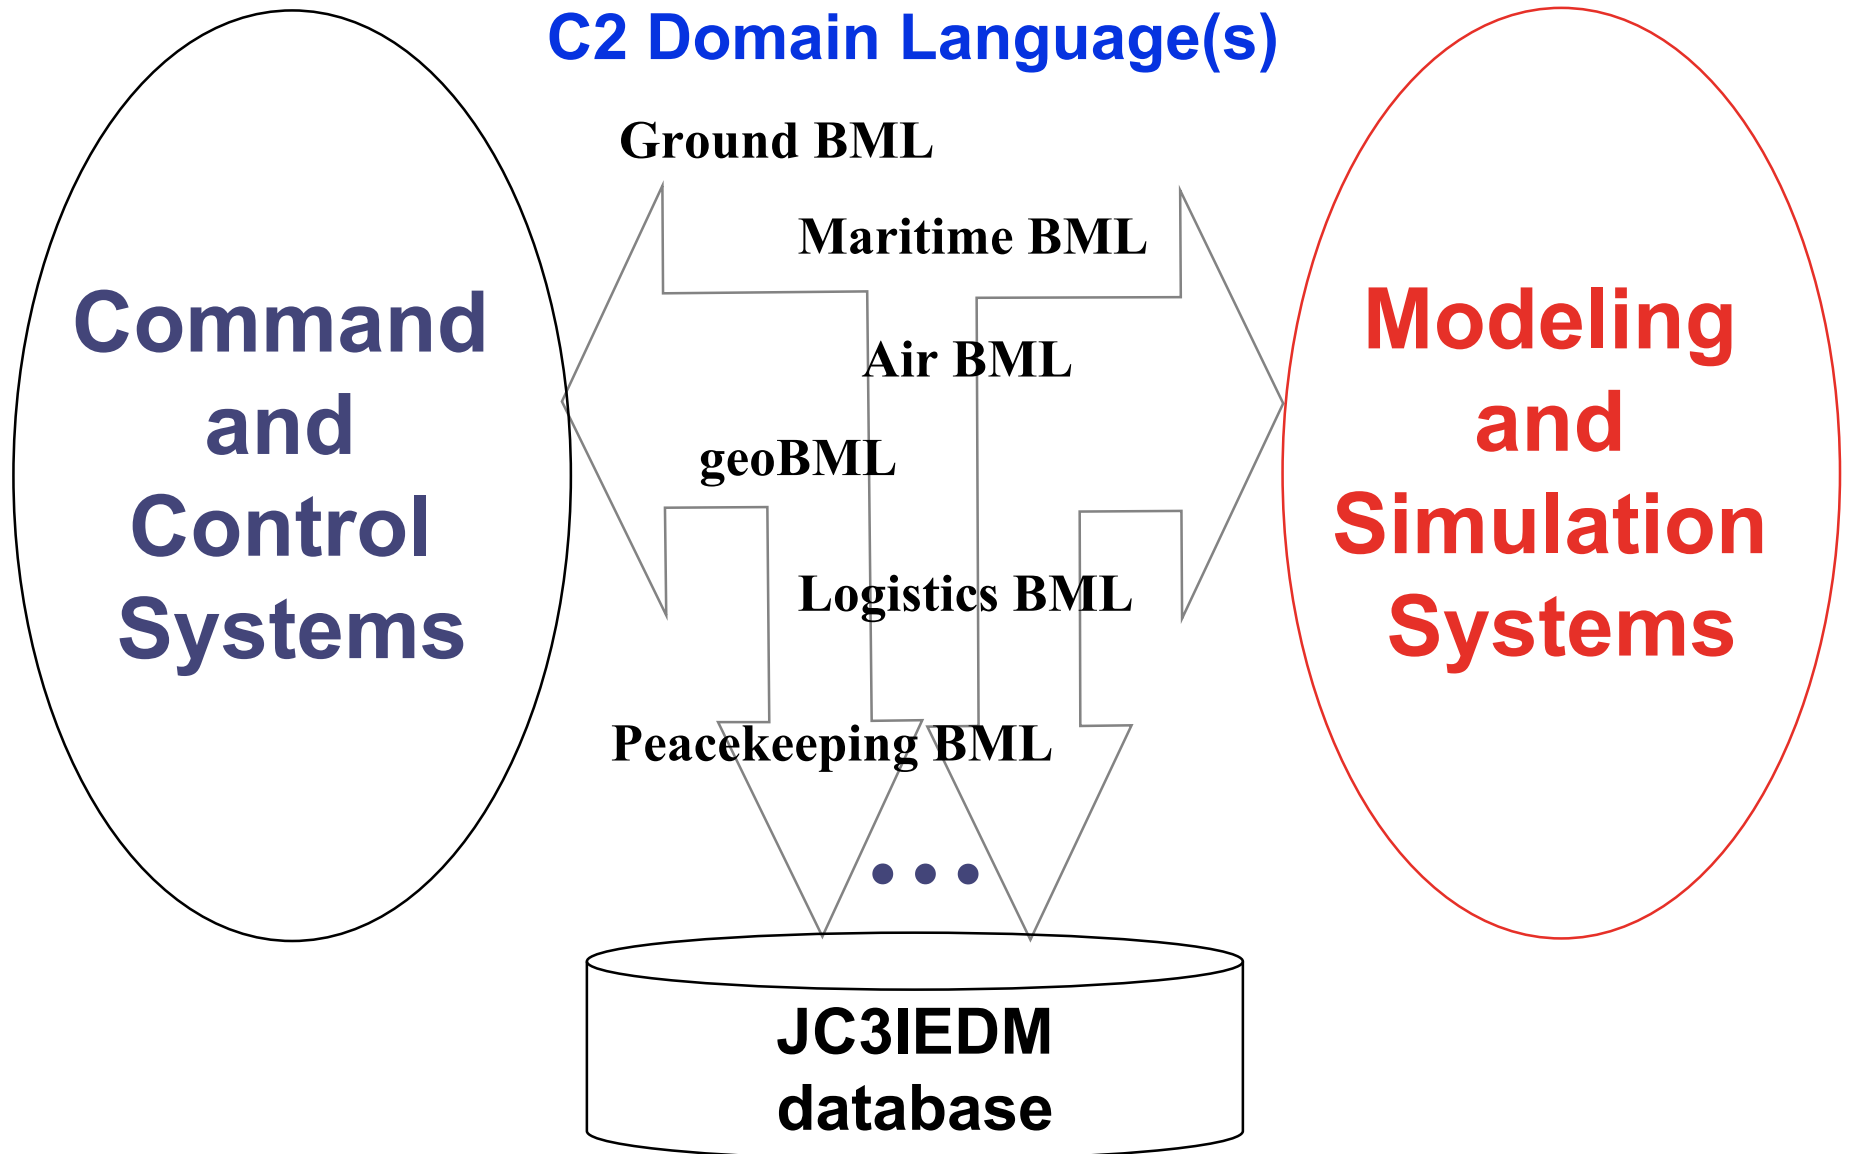 C2 Domain Language(s)
Ground BML
Maritime BML
Air BML
geoBML
Logistics BML
Peacekeeping BML
...
Command
and
Control
Systems
Modeling
and
Simulation
Systems
JC3IEDM
database